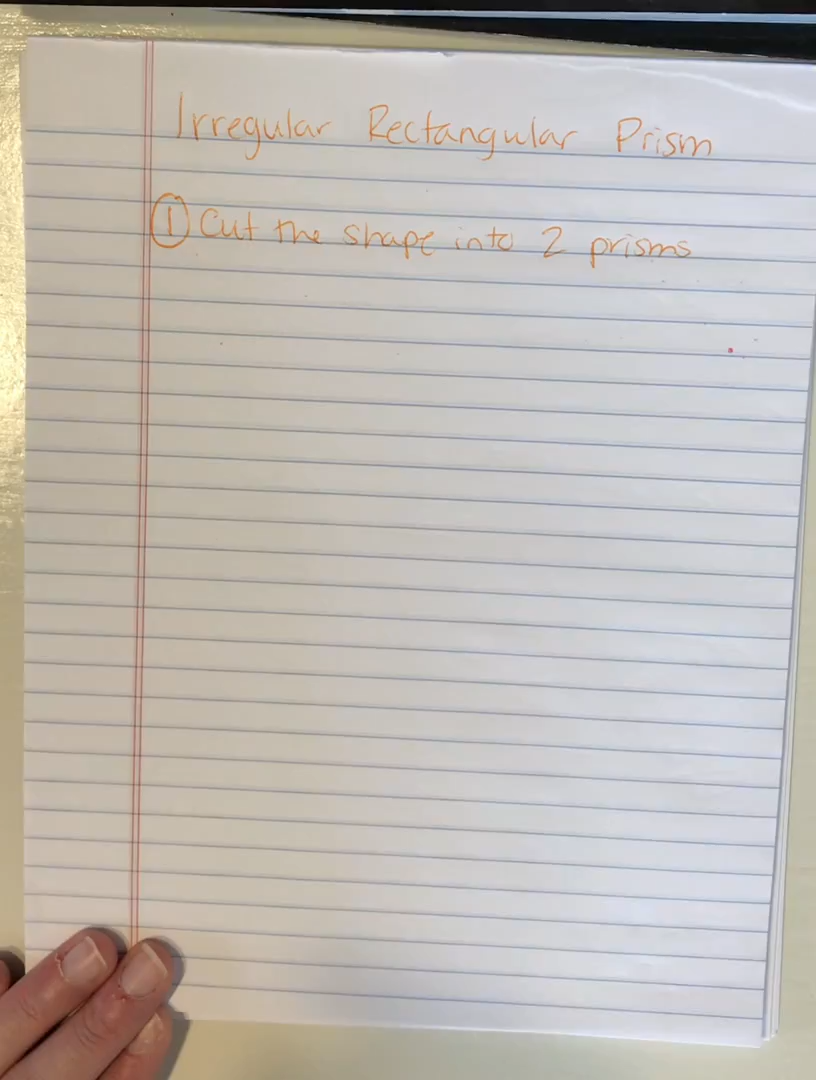 Irregular Rectangular Prism
① Cut the shape into 2 prisms